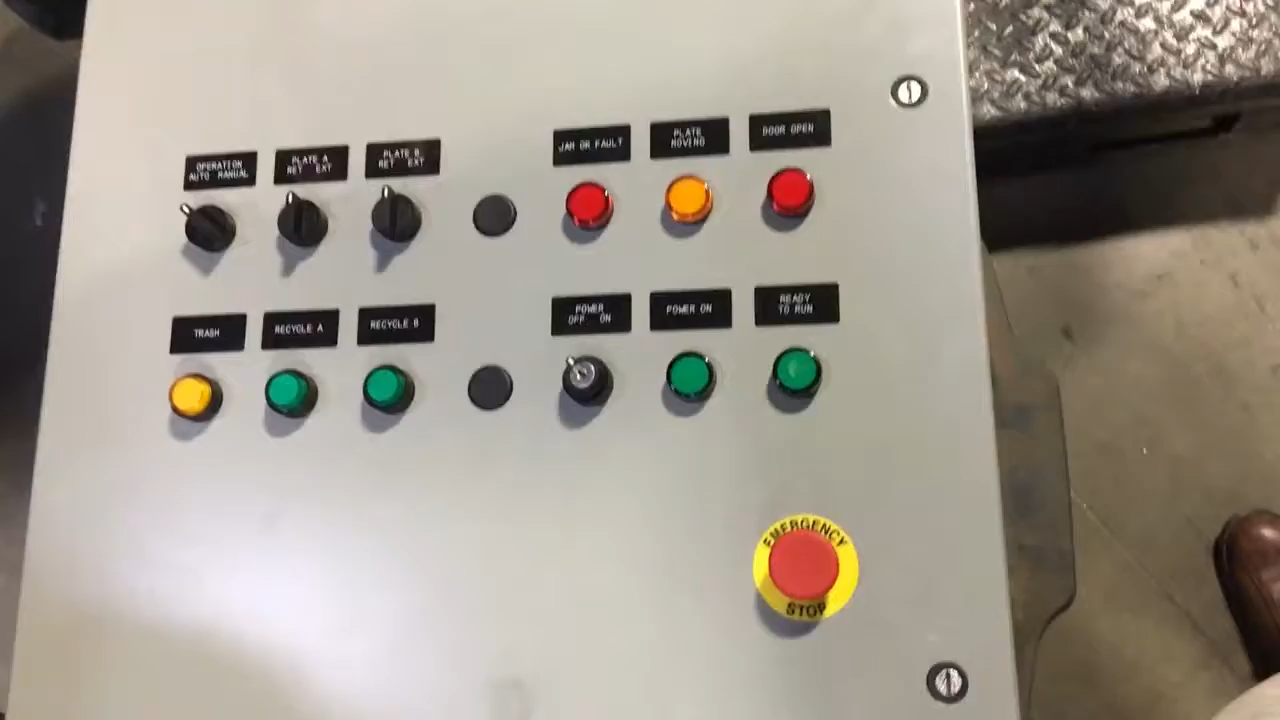 OPERATION
AUTO MANUAL
PLATE A
RET EXT
PLATE B
RET EXT
JAM OR FAULT
PLATE
MOVING
DOOR OPEN
TRASH
RECYCLE A
RECYCLE B
POWER
OFF ON
POWER ON
READY
TO RUN
EMERGENCY
STOP